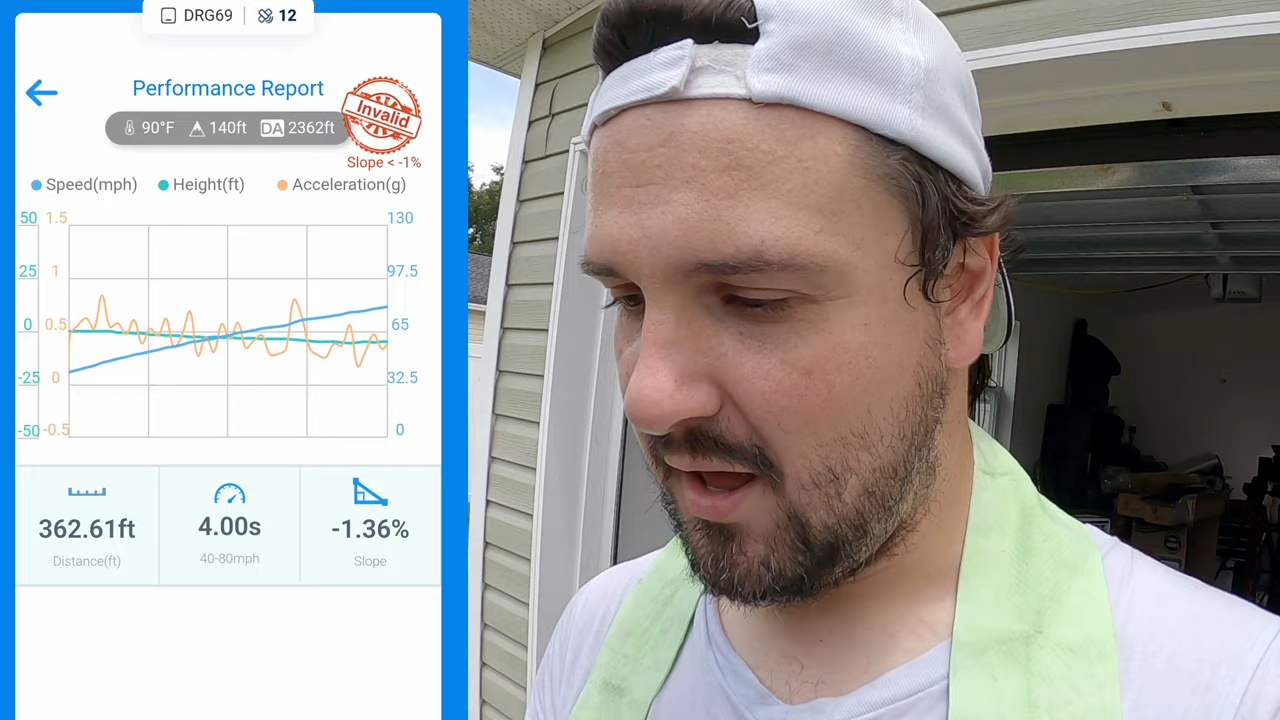 DRG69 12
Performance Report
Invalid
90°F 140ft DA 2362ft
Slope < -1%
Speed(mph) Height(ft) Acceleration(g)
50 1.5 130
25 1 97.5
0 0.5 65
-25 0 32.5
-50 -0.5 0
362.61ft 4.00s -1.36%
Distance(ft) 40-80mph Slope